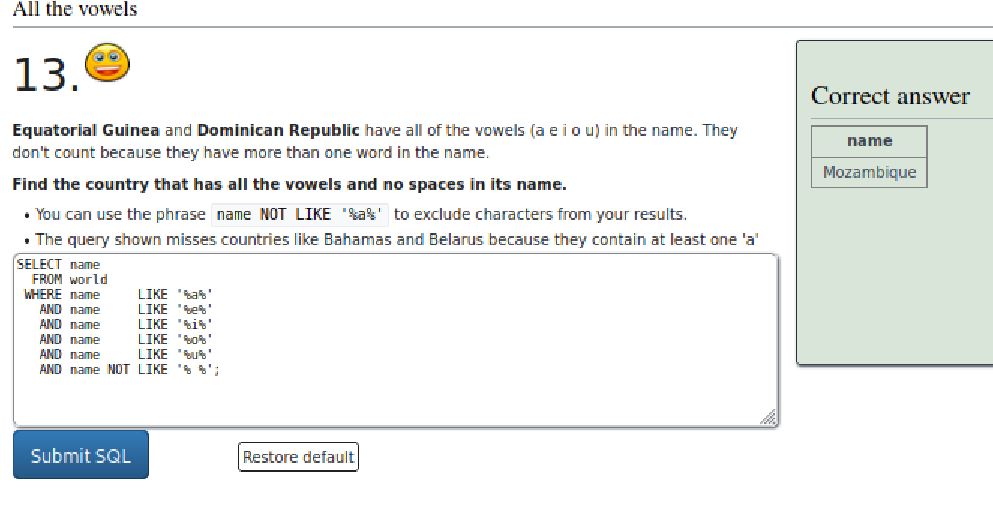 All the vowels
13.
Equatorial Guinea and Dominican Republic have all of the vowels (a e i o u) in the name. They
don't count because they have more than one word in the name.
Find the country that has all the vowels and no spaces in its name.
• You can use the phrase name NOT LIKE '%a%' to exclude characters from your results.
• The query shown misses countries like Bahamas and Belarus because they contain at least one 'a'
SELECT name
  FROM world
 WHERE name     LIKE '%a%'
   AND name     LIKE '%e%'
   AND name     LIKE '%i%'
   AND name     LIKE '%o%'
   AND name     LIKE '%u%'
   AND name NOT LIKE '% %';
Submit SQL
Restore default
Correct answer
name
Mozambique